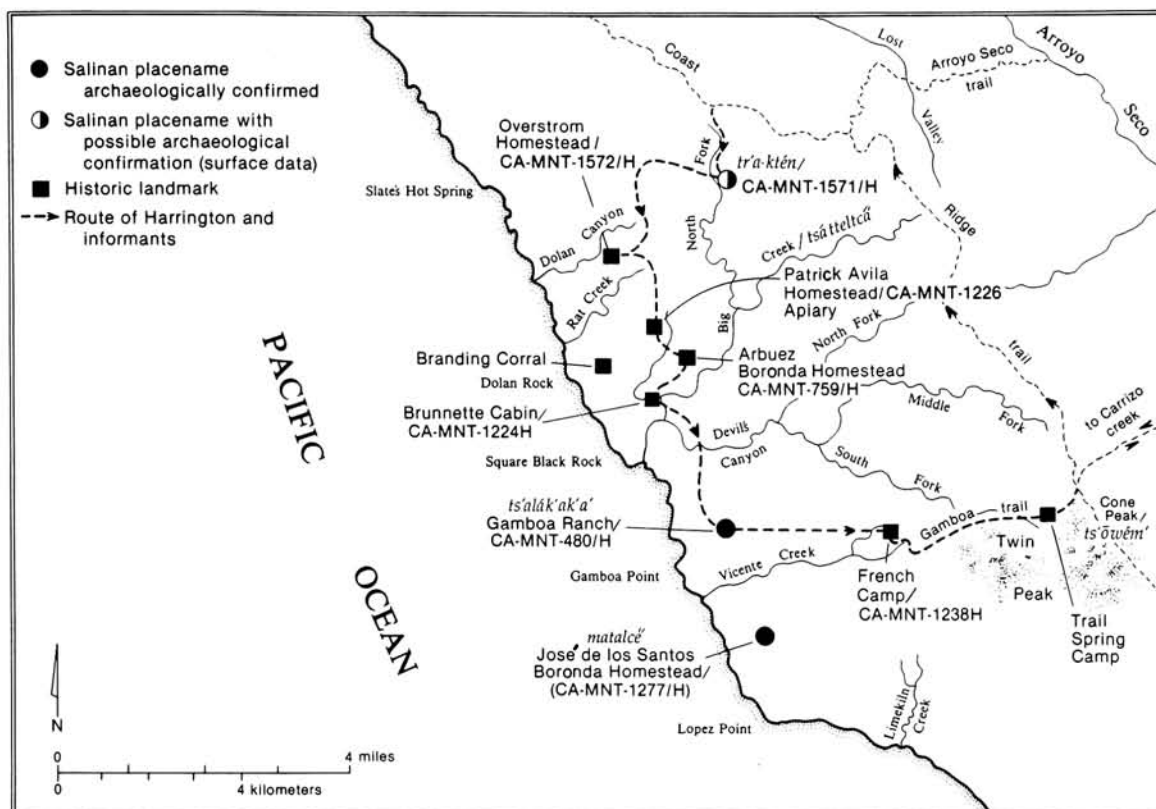 Salinan placename
archaeologically confirmed
Salinan placename with
possible archaeological
confirmation (surface data)
Historic landmark
Route of Harrington and
informants
Coast
Lost
Valley
Arroyo Seco
trail
Arroyo
Seco
Overstrom
Homestead/
CA-MNT-1572/H
Fork
North
tr'a·ktén/
CA-MNT-1571/H
Slate's Hot Spring
Dolan Canyon
Ridge
trail
Big
Creek/
Rat Creek
Patrick Avila
Homestead/CA-MNT-1226
Apiary
North Fork
Branding Corral
Dolan Rock
Arbuez
Boronda Homestead
CA-MNT-759/H
Middle
Fork
Brunnette Cabin/
CA-MNT-1224H
Devil's
Canyon
to Carrizo
creek
Square Black Rock
South
Fork
PACIFIC
OCEAN
ts'alák'ak'a'
Gamboa Ranch/
CA-MNT-480/H
Gamboa trail
Cone
Peak/
ts'ōwém'
Twin
Peak
Gamboa Point
Vicente Creek
French
Camp/
CA-MNT-1238H
Trail
Spring
Camp
José de los Santos
Boronda Homestead/
(CA-MNT-1277/H)
Limekiln
Creek
Lopez Point
N
0 4 miles
0 4 kilometers